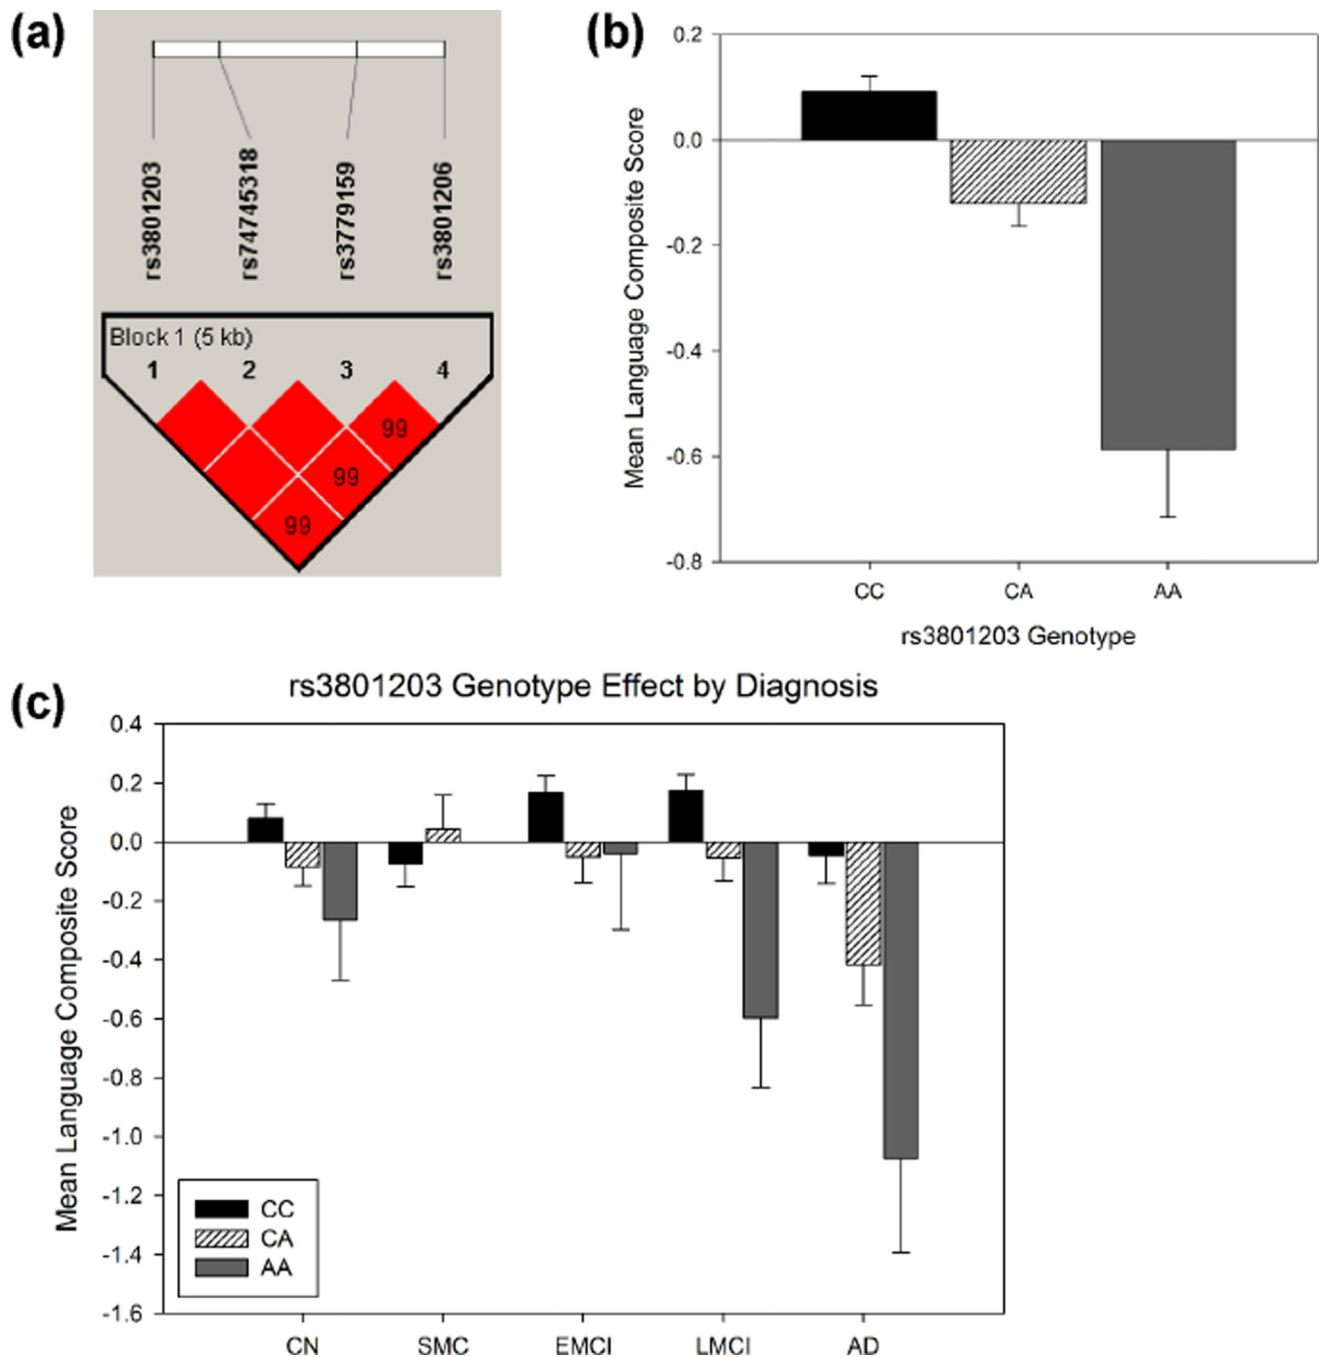 (a)
rs3801203
rs74745318
rs3779159
rs3801206
Block 1 (5 kb)
1 2 3 4
99
99
99
(b)
Mean Language Composite Score
0.2
0.0
-0.2
-0.4
-0.6
-0.8
CC CA AA
rs3801203 Genotype
(c)
rs3801203 Genotype Effect by Diagnosis
Mean Language Composite Score
0.4
0.2
0.0
-0.2
-0.4
-0.6
-0.8
-1.0
-1.2
-1.4
-1.6
CC
CA
AA
CN SMC EMCI LMCI AD